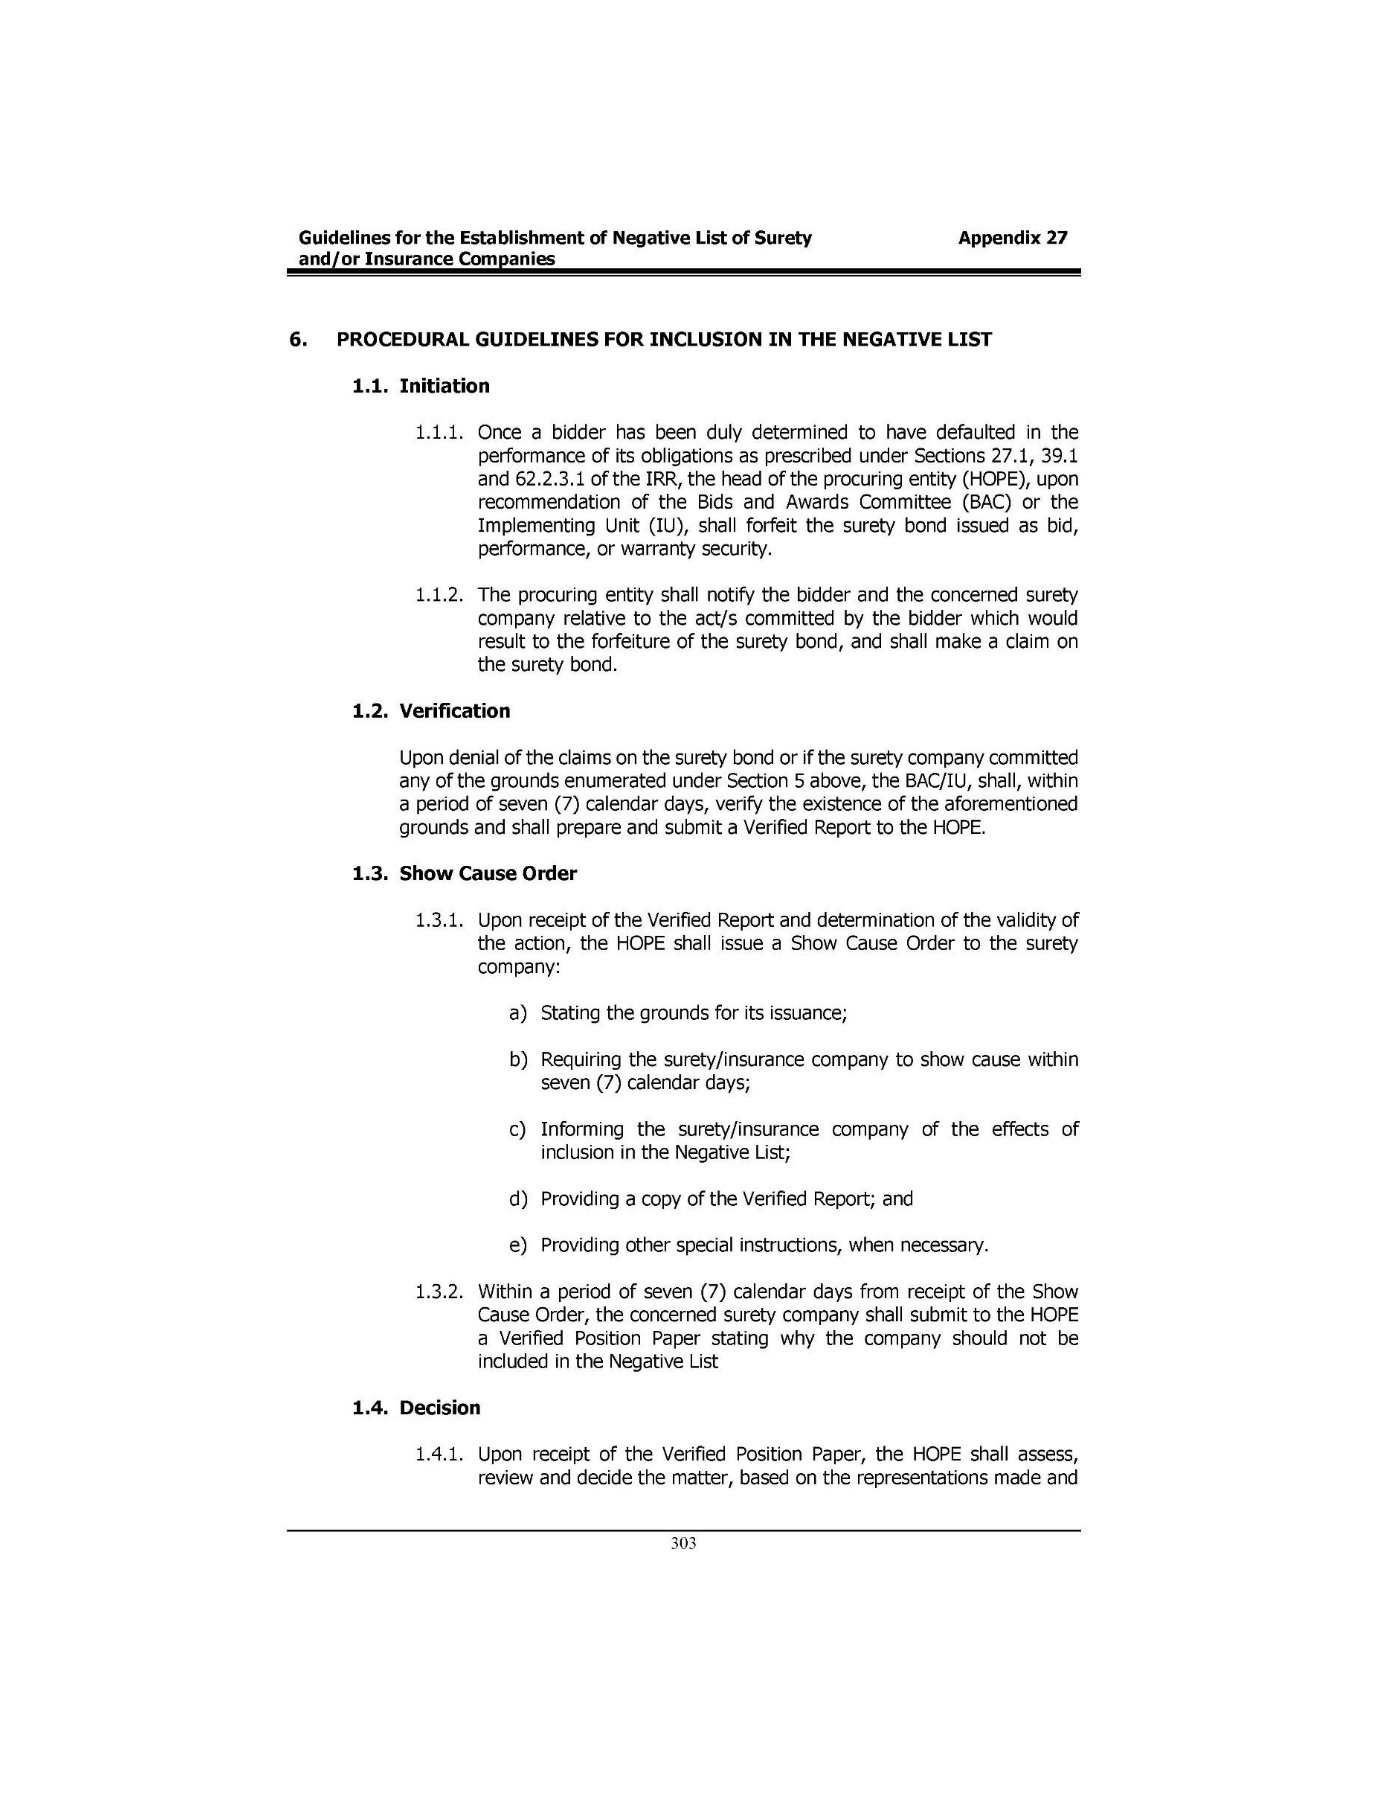 Guidelines for the Establishment of Negative List of Surety Appendix 27
and/or Insurance Companies
6. PROCEDURAL GUIDELINES FOR INCLUSION IN THE NEGATIVE LIST
1.1. Initiation
1.1.1. Once a bidder has been duly determined to have defaulted in the
performance of its obligations as prescribed under Sections 27.1, 39.1
and 62.2.3.1 of the IRR, the head of the procuring entity (HOPE), upon
recommendation of the Bids and Awards Committee (BAC) or the
Implementing Unit (IU), shall forfeit the surety bond issued as bid,
performance, or warranty security.
1.1.2. The procuring entity shall notify the bidder and the concerned surety
company relative to the act/s committed by the bidder which would
result to the forfeiture of the surety bond, and shall make a claim on
the surety bond.
1.2. Verification
Upon denial of the claims on the surety bond or if the surety company committed
any of the grounds enumerated under Section 5 above, the BAC/IU, shall, within
a period of seven (7) calendar days, verify the existence of the aforementioned
grounds and shall prepare and submit a Verified Report to the HOPE.
1.3. Show Cause Order
1.3.1. Upon receipt of the Verified Report and determination of the validity of
the action, the HOPE shall issue a Show Cause Order to the surety
company:
a) Stating the grounds for its issuance;
b) Requiring the surety/insurance company to show cause within
seven (7) calendar days;
c) Informing the surety/insurance company of the effects of
inclusion in the Negative List;
d) Providing a copy of the Verified Report; and
e) Providing other special instructions, when necessary.
1.3.2. Within a period of seven (7) calendar days from receipt of the Show
Cause Order, the concerned surety company shall submit to the HOPE
a Verified Position Paper stating why the company should not be
included in the Negative List
1.4. Decision
1.4.1. Upon receipt of the Verified Position Paper, the HOPE shall assess,
review and decide the matter, based on the representations made and
303